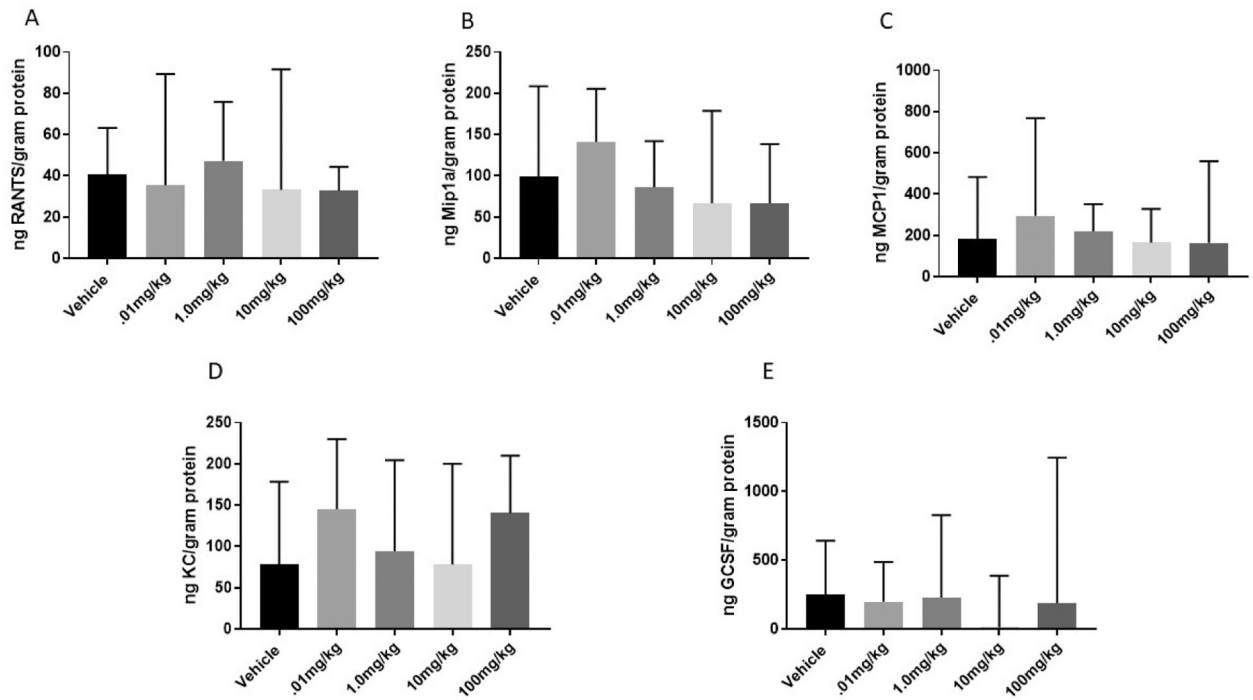 A
ng RANTS/gram protein
100
80
60
40
20
0
Vehicle
.01mg/kg
1.0mg/kg
10mg/kg
100mg/kg
B
ng Mip1a/gram protein
250
200
150
100
50
0
Vehicle
.01mg/kg
1.0mg/kg
10mg/kg
100mg/kg
C
ng MCP1/gram protein
1000
800
600
400
200
0
Vehicle
.01mg/kg
1.0mg/kg
10mg/kg
100mg/kg
D
ng KC/gram protein
250
200
150
100
50
0
Vehicle
.01mg/kg
1.0mg/kg
10mg/kg
100mg/kg
E
ng GCSF/gram protein
1500
1000
500
0
Vehicle
.01mg/kg
1.0mg/kg
10mg/kg
100mg/kg